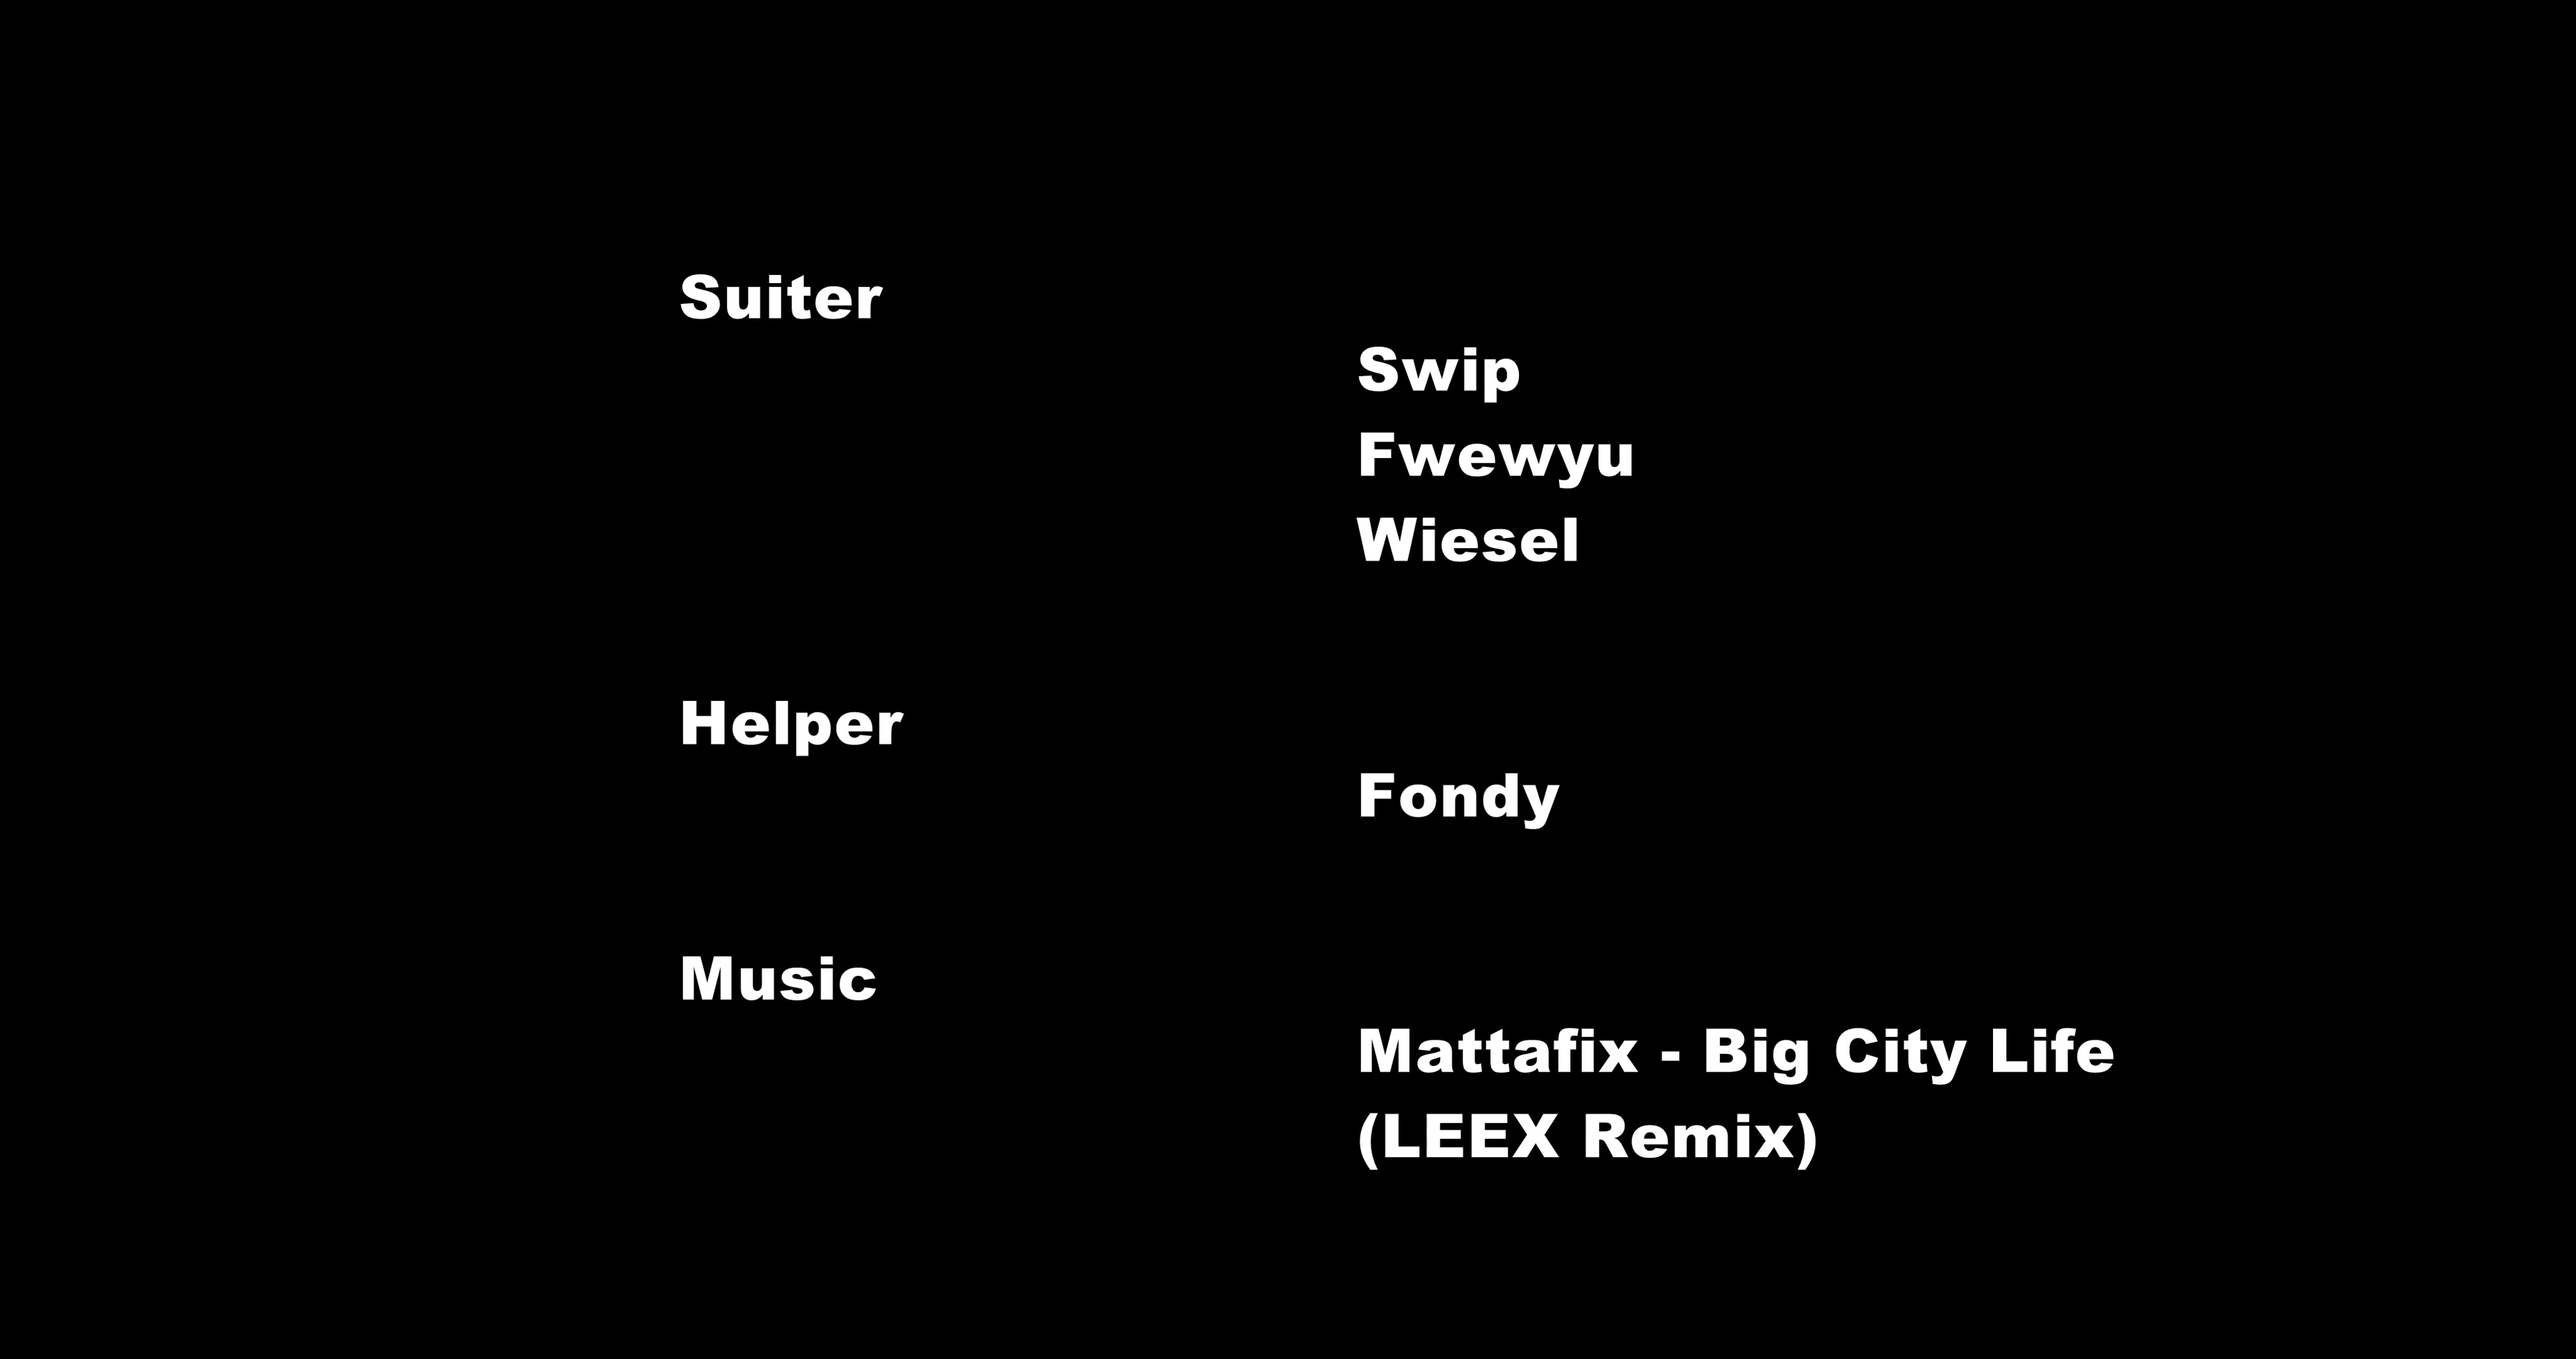 Suiter
Swip
Fwewyu
Wiesel
Helper
Fondy
Music
Mattafix - Big City Life
(LEEX Remix)